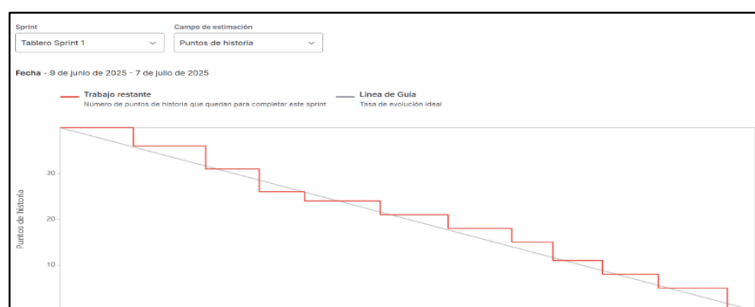 Sprint
Campo de estimación
Tablero Sprint 1
Puntos de historia
Fecha - 9 de junio de 2025 - 7 de julio de 2025
Trabajo restante
Número de puntos de historia que quedan para completar este sprint
Linea de Guía
Tasa de evolución ideal
Puntos de historia
30
20
10